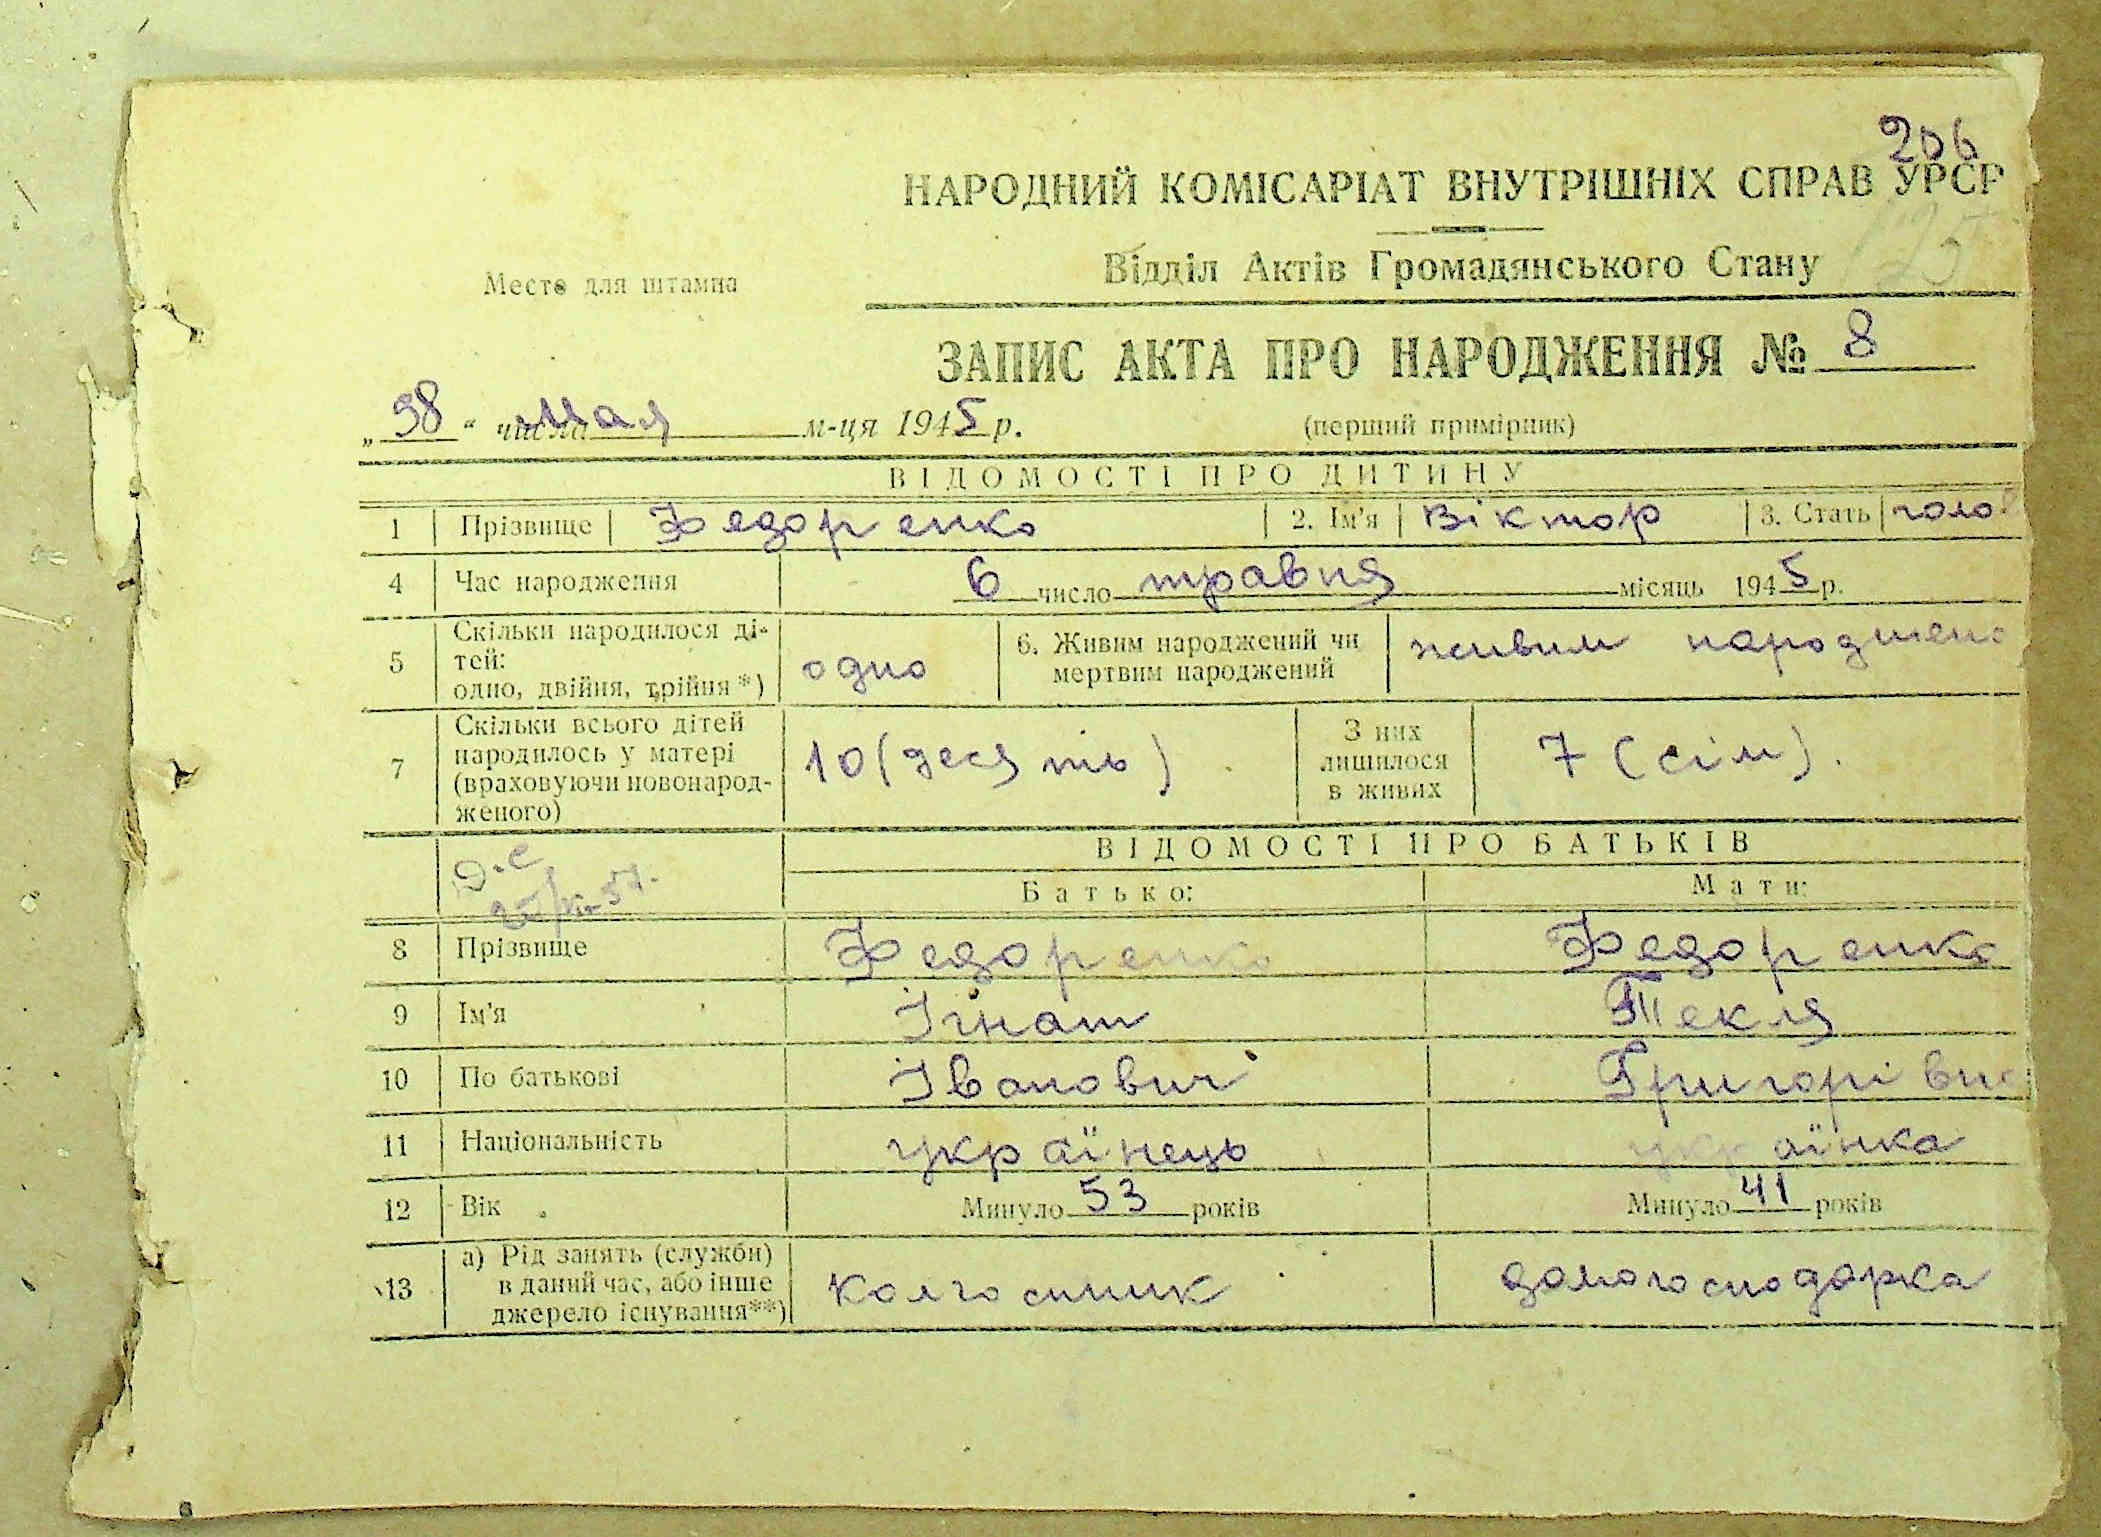 206
НАРОДНИЙ КОМІСАРІАТ ВНУТРІШНІХ СПРАВ УРСР
125
Відділ Актів Громадянського Стану
Место для штампа
ЗАПИС АКТА ПРО НАРОДЖЕННЯ № 8
„ “ числа мая м-ця 1945 р. (перший примірник)
ВІДОМОСТІ ПРО ДИТИНУ
1 Прізвище Федоренко 2. Ім'я Віктор 3. Стать чолов
4 Час народження 6 число травня місяць 1945 р.
5 Скільки народилося ді-
тей:
одно, двійня, трійня *) одно 6. Живим народжений чи
мертвим народжений живим народжено
7 Скільки всього дітей
народилось у матері
(враховуючи новонарод-
женого) 10 (десять) З них
лишилося
в живих 7 (сім).
ВІДОМОСТІ ПРО БАТЬКІВ
Батько: Мати:
8 Прізвище Федоренко Федоренко
9 Ім'я Ігнат Текля
10 По батькові Іванович Григорівна
11 Національність українець українка
12 Вік Минуло 53 років Минуло 41 років
13 а) Рід занять (служби)
в даний час, або інше
джерело існування**) колгоспник домогосподарка